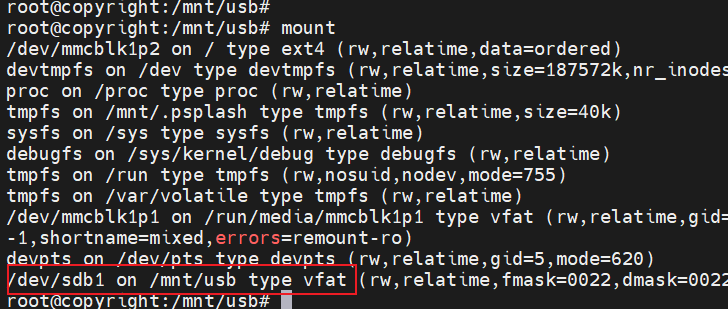 root@copyright:/mnt/usb#
root@copyright:/mnt/usb# mount
/dev/mmcblk1p2 on / type ext4 (rw,relatime,data=ordered)
devtmpfs on /dev type devtmpfs (rw,relatime,size=187572k,nr_inodes
proc on /proc type proc (rw,relatime)
tmpfs on /mnt/.psplash type tmpfs (rw,relatime,size=40k)
sysfs on /sys type sysfs (rw,relatime)
debugfs on /sys/kernel/debug type debugfs (rw,relatime)
tmpfs on /run type tmpfs (rw,nosuid,nodev,mode=755)
tmpfs on /var/volatile type tmpfs (rw,relatime)
/dev/mmcblk1p1 on /run/media/mmcblk1p1 type vfat (rw,relatime,gid=
-1,shortname=mixed,errors=remount-ro)
devpts on /dev/pts type devpts (rw,relatime,gid=5,mode=620)
/dev/sdb1 on /mnt/usb type vfat (rw,relatime,fmask=0022,dmask=0022
root@copyright:/mnt/usb#